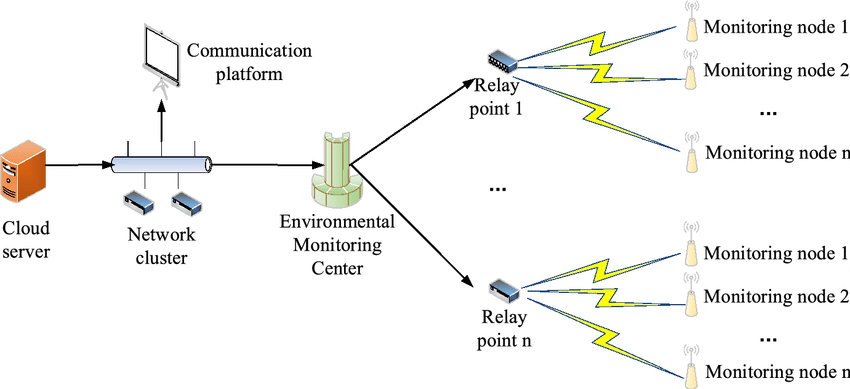 Communication
platform
Cloud
server
Network
cluster
Environmental
Monitoring
Center
Relay
point 1
Monitoring node 1
Monitoring node 2
...
Monitoring node n
...
Relay
point n
Monitoring node 1
Monitoring node 2
...
Monitoring node n